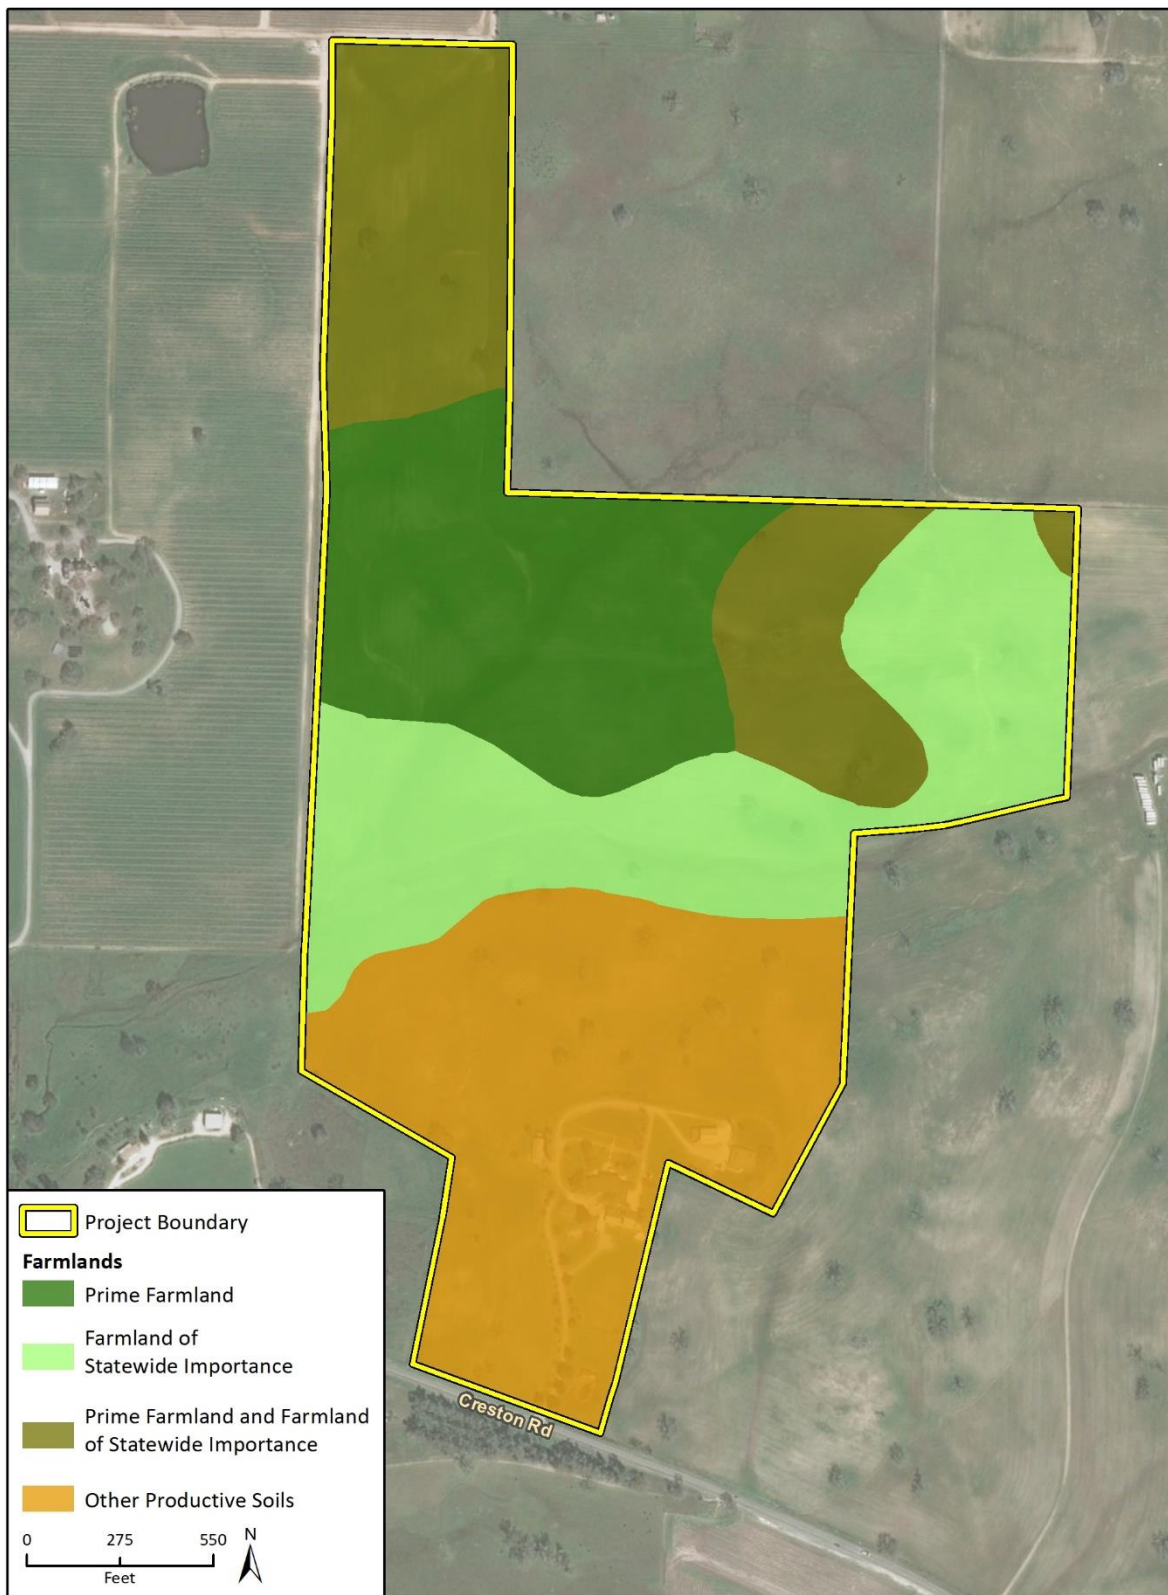 Creston Rd
Project Boundary
Farmlands
Prime Farmland
Farmland of
Statewide Importance
Prime Farmland and Farmland
of Statewide Importance
Other Productive Soils
0 275 550
Feet
N